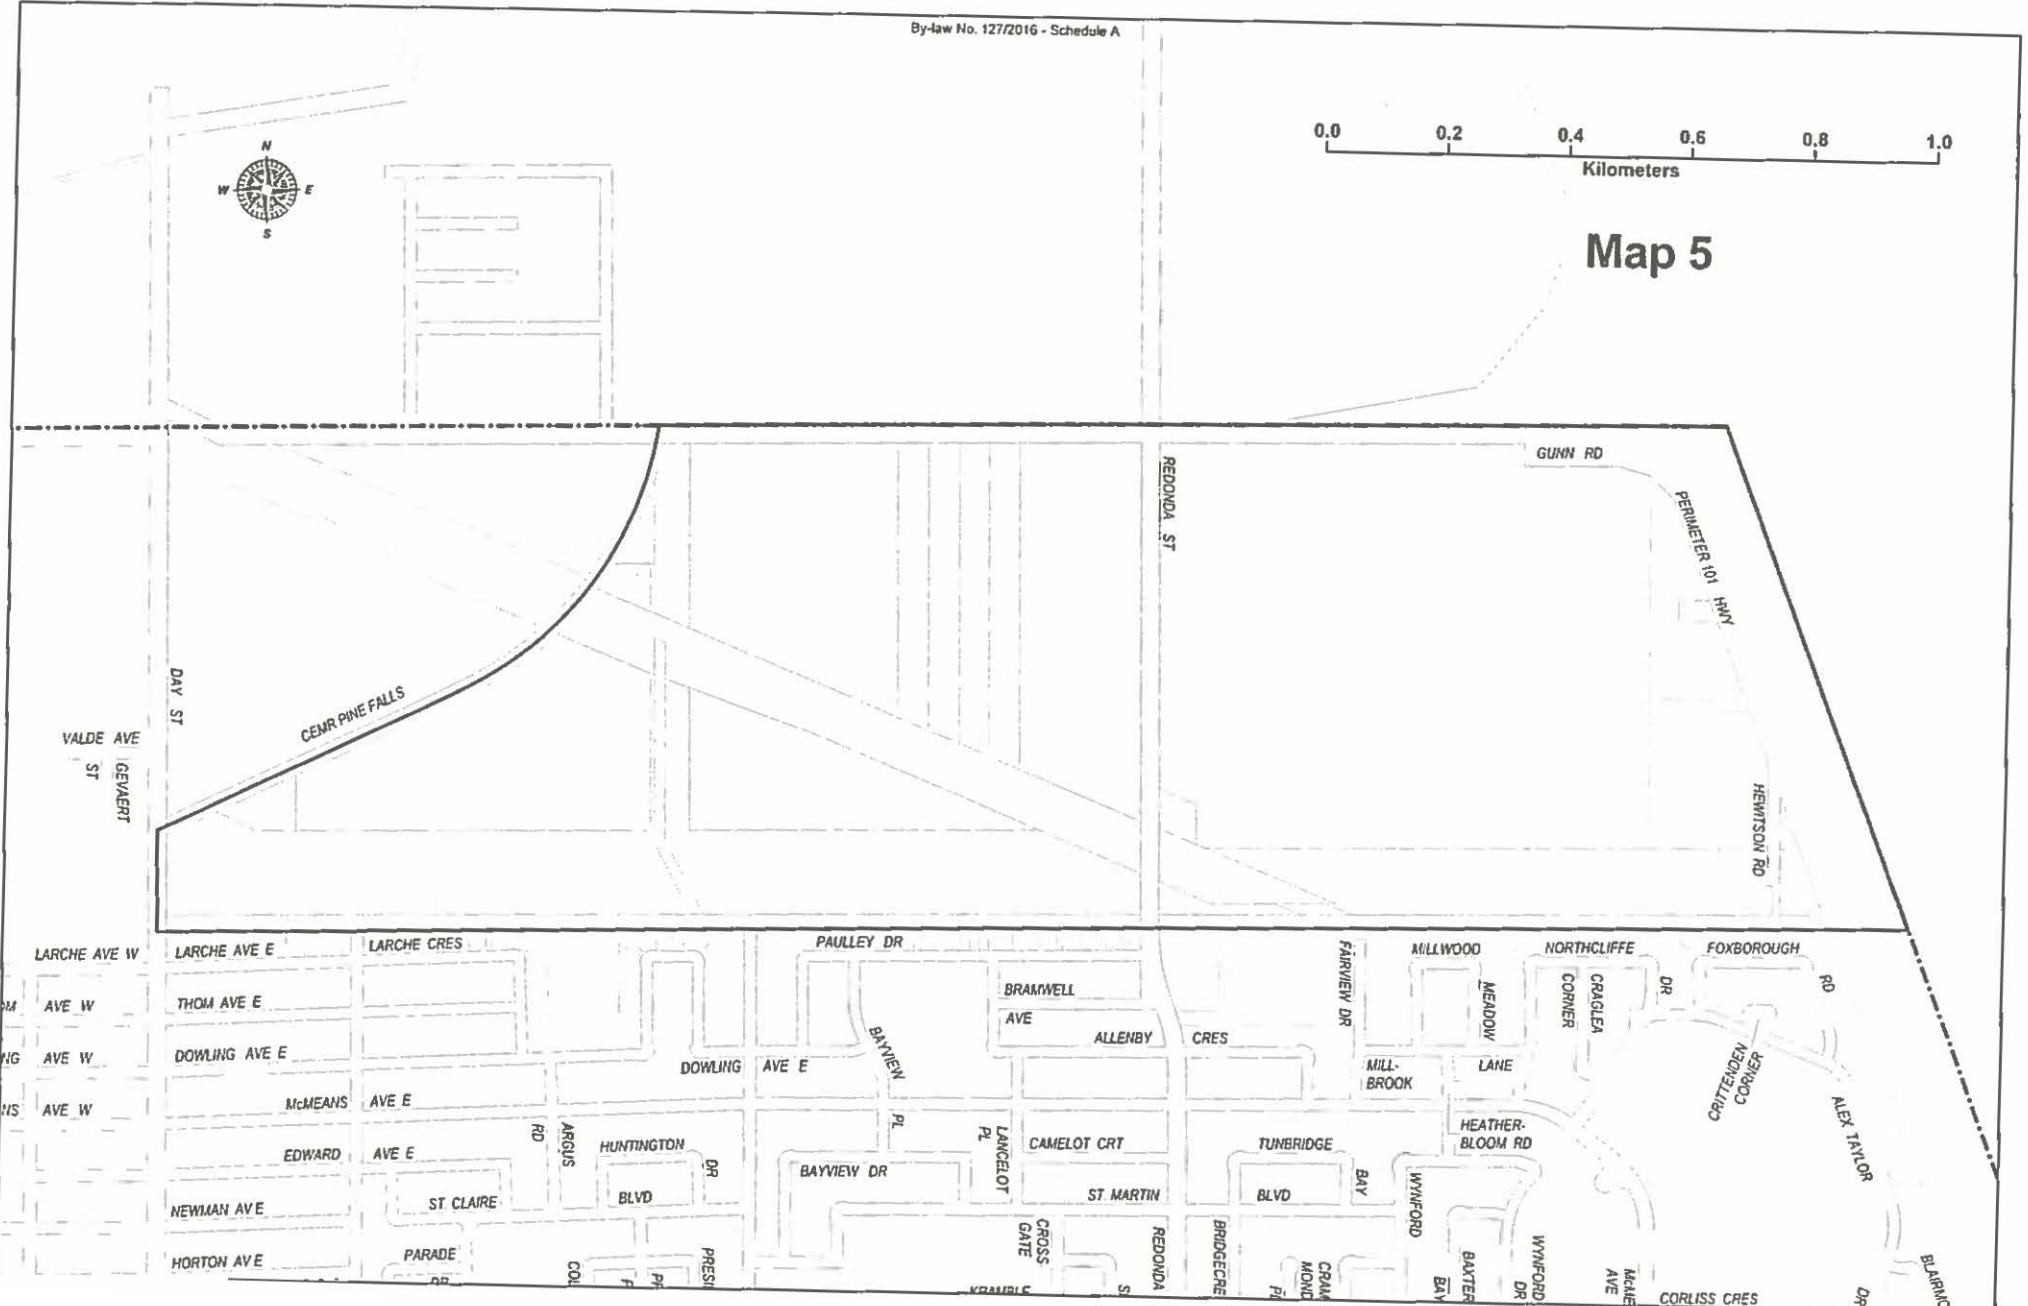 By-law No. 127/2016 - Schedule A
0.0 0.2 0.4 0.6 0.8 1.0
Kilometers
N
W E
S
Map 5
GUNN RD
REDONDA ST
PERIMETER 101 HWY
DAY ST
CEMR PINE FALLS
VALDE AVE
GEVAERT
ST
HEWITSON RD
LARCHE AVE W
LARCHE AVE E
LARCHE CRES
PAULLEY DR
FAIRVIEW DR
MILLWOOD
NORTHCLIFFE
DR
FOXBOROUGH
RD
AVE W
THOM AVE E
BRAMWELL
AVE
MEADOW
CORNER
CRAGLEA
AVE W
DOWLING AVE E
DOWLING AVE E
BAYVIEW
PL
ALLENBY CRES
MILL-
BROOK
LANE
CRITTENDEN
CORNER
AVE W
McMEANS AVE E
ALEX TAYLOR
DR
EDWARD AVE E
ARGUS
RD
HUNTINGTON
DR
BAYVIEW DR
LANCELOT
PL
CAMELOT CRT
TUNBRIDGE
BAY
HEATHER-
BLOOM RD
NEWMAN AVE
ST CLAIRE
BLVD
ST MARTIN
BLVD
WYNFORD
HORTON AVE
PARADE
CROSS
GATE
REDONDA
BAXTER
BAY
WYNFORD
DR
AVE
CORLISS CRES